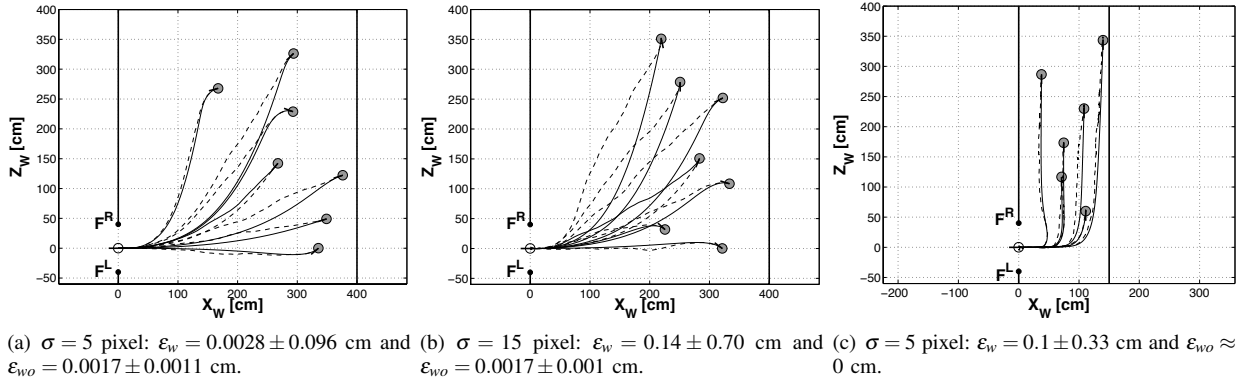 400
350
300
250
200
150
100
50
0
−50
Z_W [cm]
F^R
F^L
0 100 200 300 400
X_W [cm]
400
350
300
250
200
150
100
50
0
−50
Z_W [cm]
F^R
F^L
0 100 200 300 400
X_W [cm]
400
350
300
250
200
150
100
50
0
−50
Z_W [cm]
F^R
F^L
−200 −100 0 100 200
X_W [cm]
(a) σ = 5 pixel: ε_w = 0.0028 ± 0.096 cm and
ε_wo = 0.0017 ± 0.0011 cm.
(b) σ = 15 pixel: ε_w = 0.14 ± 0.70 cm and
ε_wo = 0.0017 ± 0.001 cm.
(c) σ = 5 pixel: ε_w = 0.1 ± 0.33 cm and ε_wo ≈
0 cm.